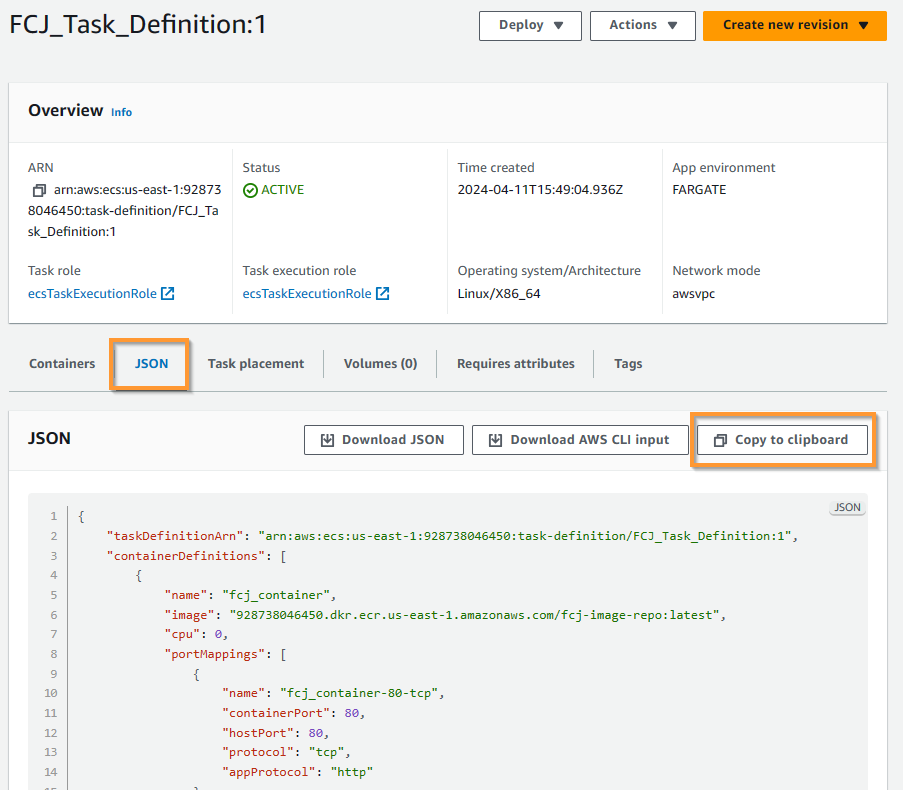 FCJ_Task_Definition:1
Deploy
Actions
Create new revision
Overview Info
ARN
arn:aws:ecs:us-east-1:92873
8046450:task-definition/FCJ_Ta
sk_Definition:1
Status
ACTIVE
Time created
2024-04-11T15:49:04.936Z
App environment
FARGATE
Task role
ecsTaskExecutionRole
Task execution role
ecsTaskExecutionRole
Operating system/Architecture
Linux/X86_64
Network mode
awsvpc
Containers JSON Task placement Volumes (0) Requires attributes Tags
JSON
Download JSON
Download AWS CLI input
Copy to clipboard
JSON
1 {
2 "taskDefinitionArn": "arn:aws:ecs:us-east-1:928738046450:task-definition/FCJ_Task_Definition:1",
3 "containerDefinitions": [
4 {
5 "name": "fcj_container",
6 "image": "928738046450.dkr.ecr.us-east-1.amazonaws.com/fcj-image-repo:latest",
7 "cpu": 0,
8 "portMappings": [
9 {
10 "name": "fcj_container-80-tcp",
11 "containerPort": 80,
12 "hostPort": 80,
13 "protocol": "tcp",
14 "appProtocol": "http"